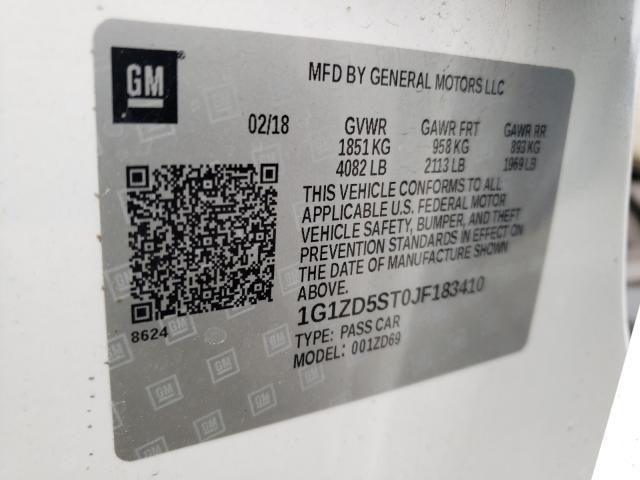 GM
MFD BY GENERAL MOTORS LLC
02/18 GVWR GAWR FRT GAWR RR
1851 KG 958 KG 893 KG
4082 LB 2113 LB 1969 LB
THIS VEHICLE CONFORMS TO ALL
APPLICABLE U.S. FEDERAL MOTOR
VEHICLE SAFETY, BUMPER, AND THEFT
PREVENTION STANDARDS IN EFFECT ON
THE DATE OF MANUFACTURE SHOWN
ABOVE.
8624
1G1ZD5ST0JF183410
TYPE: PASS CAR
MODEL: 001ZD69